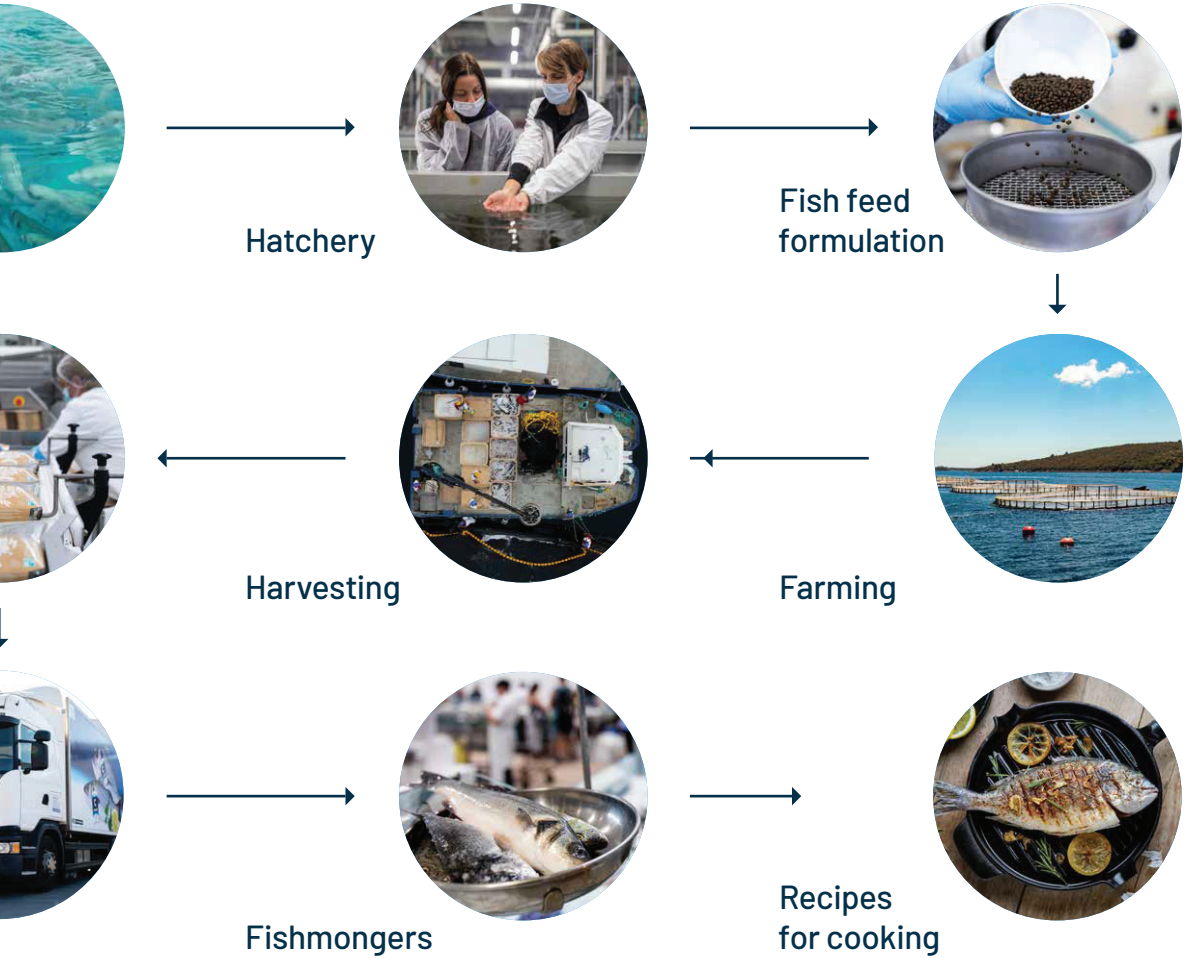 Hatchery
Fish feed
formulation
Harvesting
Farming
Fishmongers
Recipes
for cooking